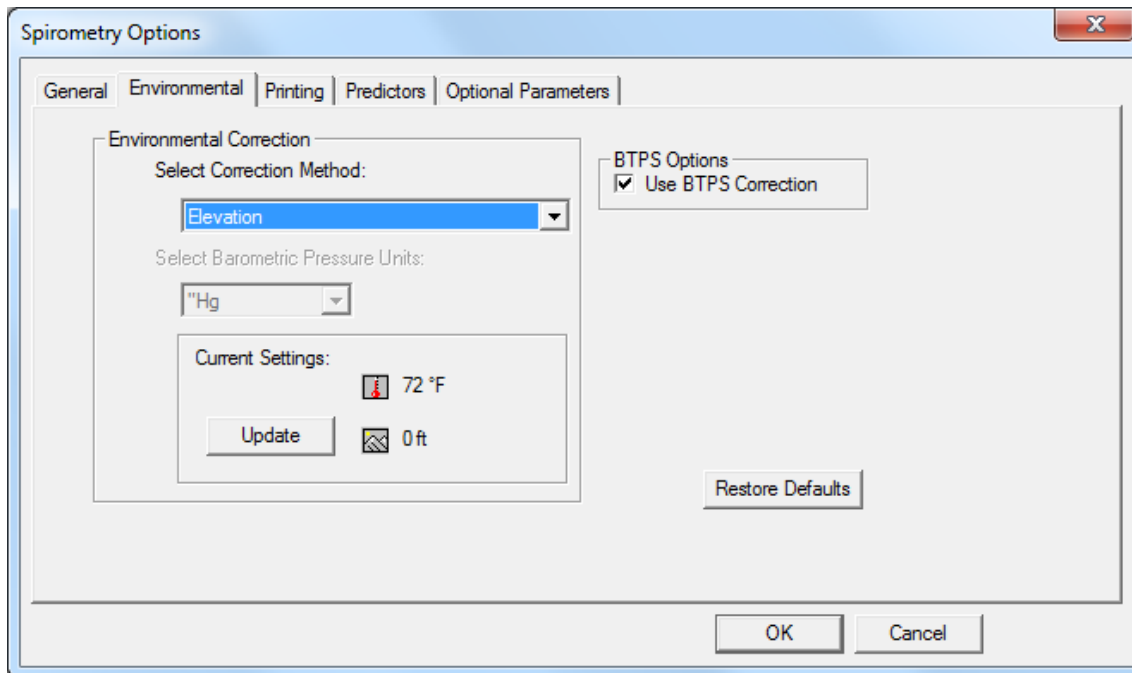 Spirometry Options
General Environmental Printing Predictors Optional Parameters
Environmental Correction
Select Correction Method:
Elevation
Select Barometric Pressure Units:
"Hg
Current Settings:
72 °F
Update
0 ft
BTPS Options
Use BTPS Correction
Restore Defaults
OK Cancel